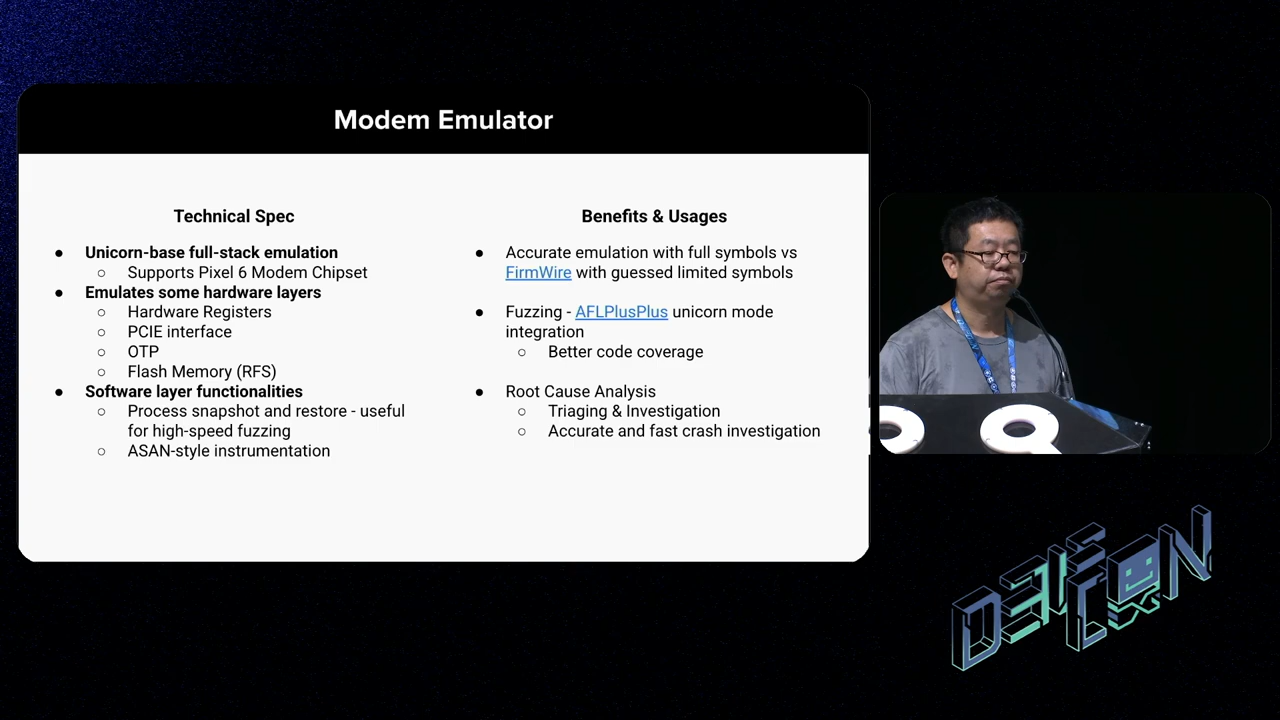 Modem Emulator
Technical Spec
● Unicorn-base full-stack emulation
○ Supports Pixel 6 Modem Chipset
● Emulates some hardware layers
○ Hardware Registers
○ PCIE interface
○ OTP
○ Flash Memory (RFS)
● Software layer functionalities
○ Process snapshot and restore - useful
for high-speed fuzzing
○ ASAN-style instrumentation
Benefits & Usages
● Accurate emulation with full symbols vs
FirmWire with guessed limited symbols
● Fuzzing - AFLPlusPlus unicorn mode
integration
○ Better code coverage
● Root Cause Analysis
○ Triaging & Investigation
○ Accurate and fast crash investigation
DEF
CON